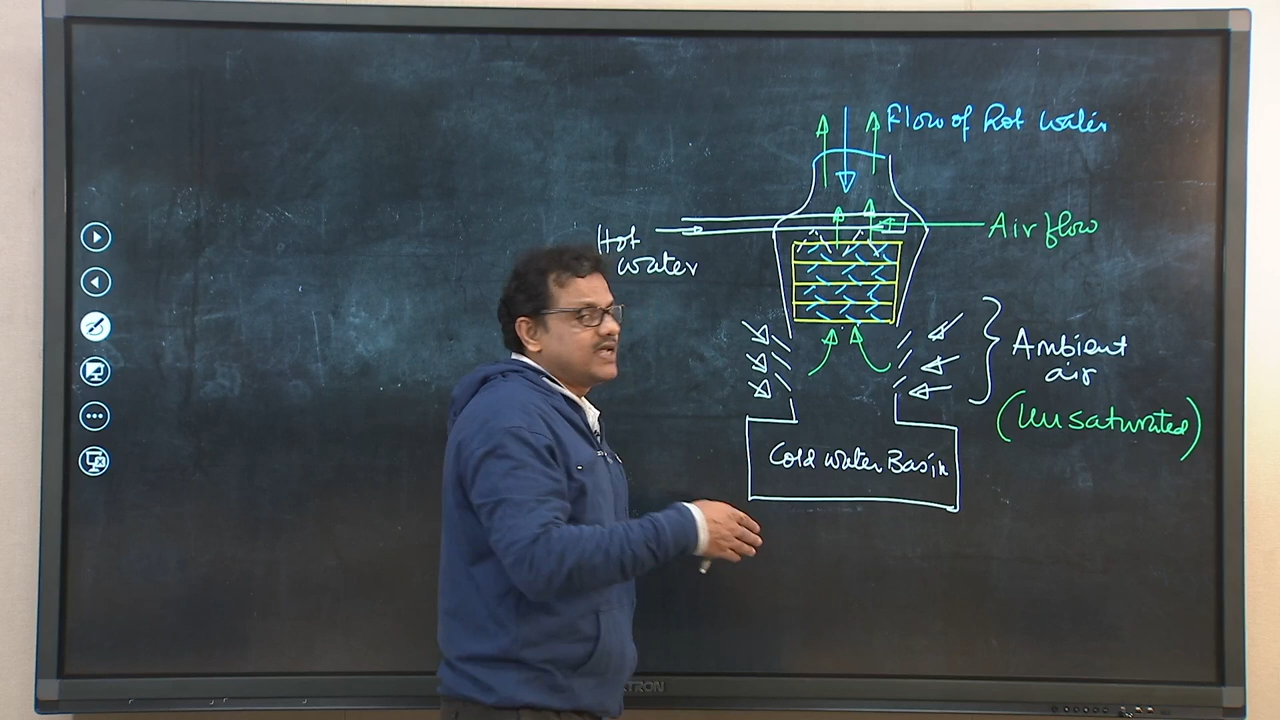 Flow of hot water
Hot
water
Air flow
Ambient
air
(Unsaturated)
Cold water Basin